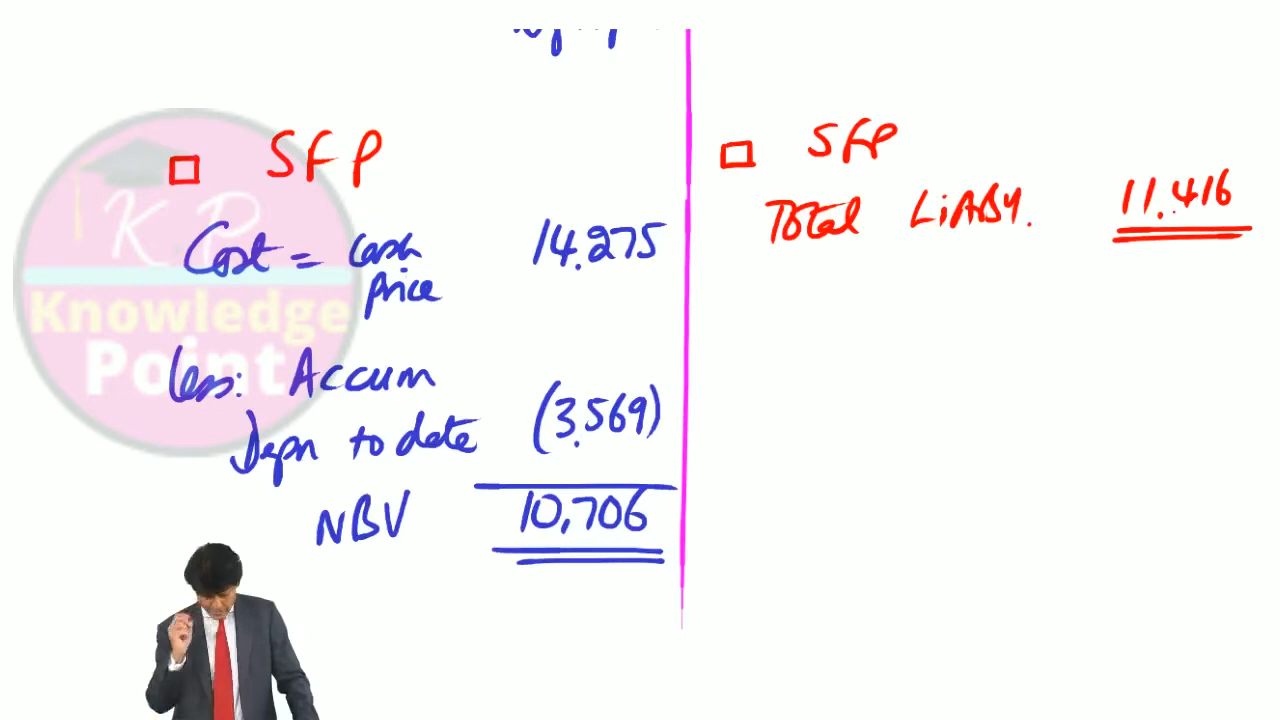 SFP
Cost = Cash 14.275
Price
Less: Accum
Depn to date (3.569)
NBV 10,706
SFP
Total LiABY. 11.416
K P
Knowledge
Point